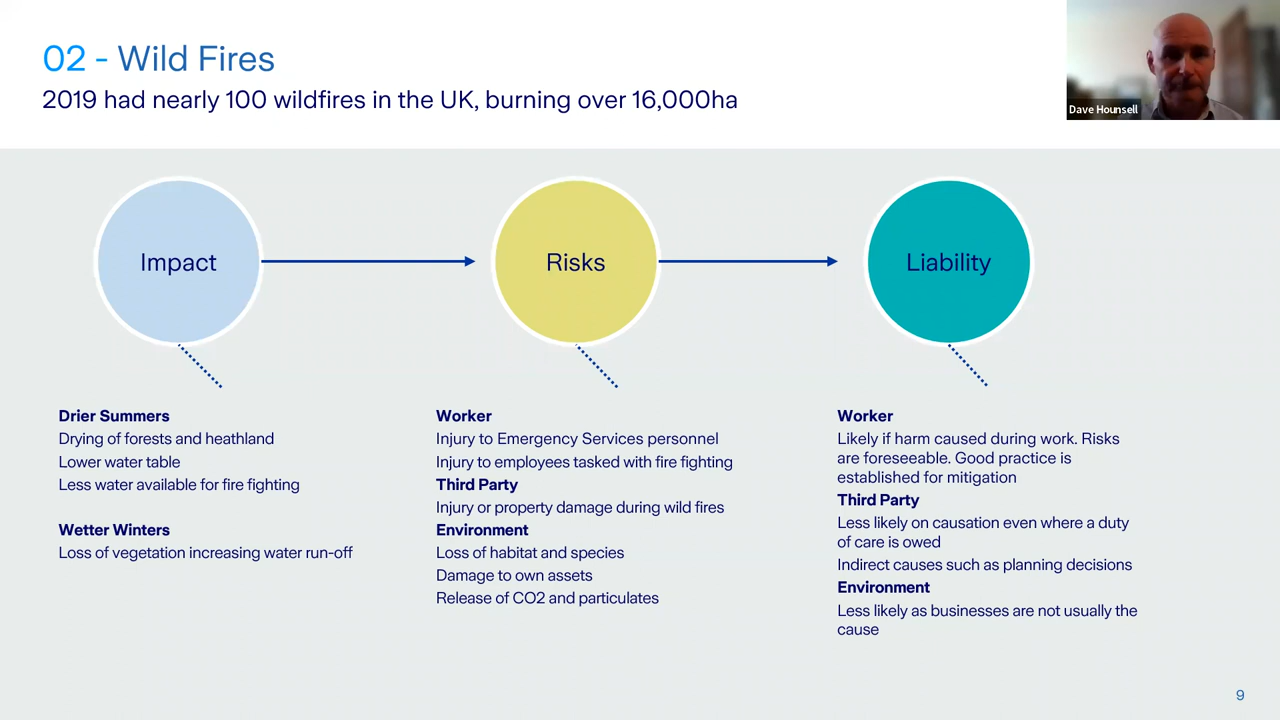 02 - Wild Fires
2019 had nearly 100 wildfires in the UK, burning over 16,000ha
Dave Hounsell
Impact
Risks
Liability
Drier Summers
Drying of forests and heathland
Lower water table
Less water available for fire fighting
Wetter Winters
Loss of vegetation increasing water run-off
Worker
Injury to Emergency Services personnel
Injury to employees tasked with fire fighting
Third Party
Injury or property damage during wild fires
Environment
Loss of habitat and species
Damage to own assets
Release of CO2 and particulates
Worker
Likely if harm caused during work. Risks
are foreseeable. Good practice is
established for mitigation
Third Party
Less likely on causation even where a duty
of care is owed
Indirect causes such as planning decisions
Environment
Less likely as businesses are not usually the
cause
9